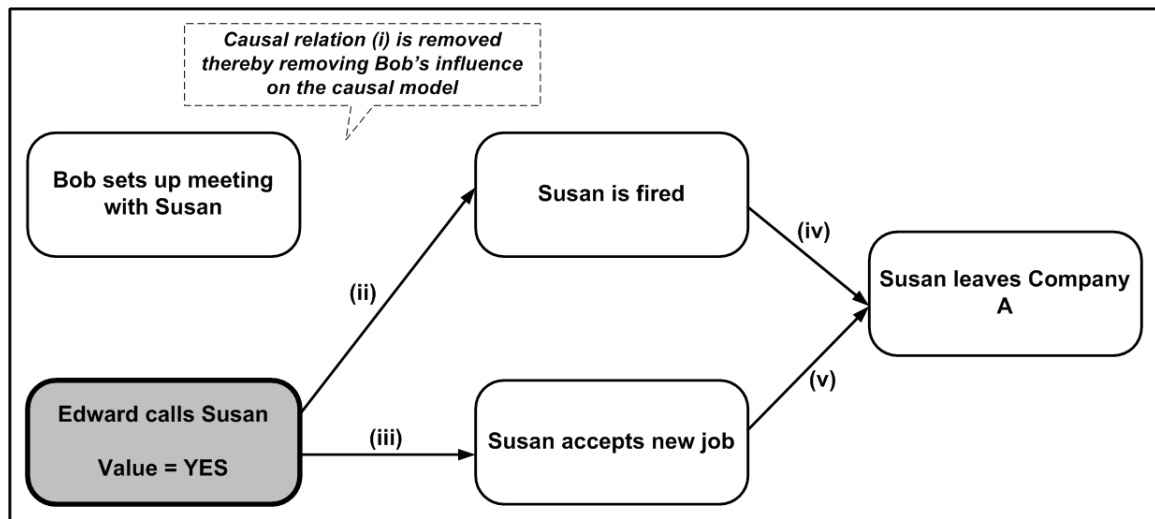 Causal relation (i) is removed
thereby removing Bob's influence
on the causal model
Bob sets up meeting
with Susan
Susan is fired
(iv)
(ii)
Susan leaves Company
A
(v)
Edward calls Susan
Value = YES
(iii)
Susan accepts new job